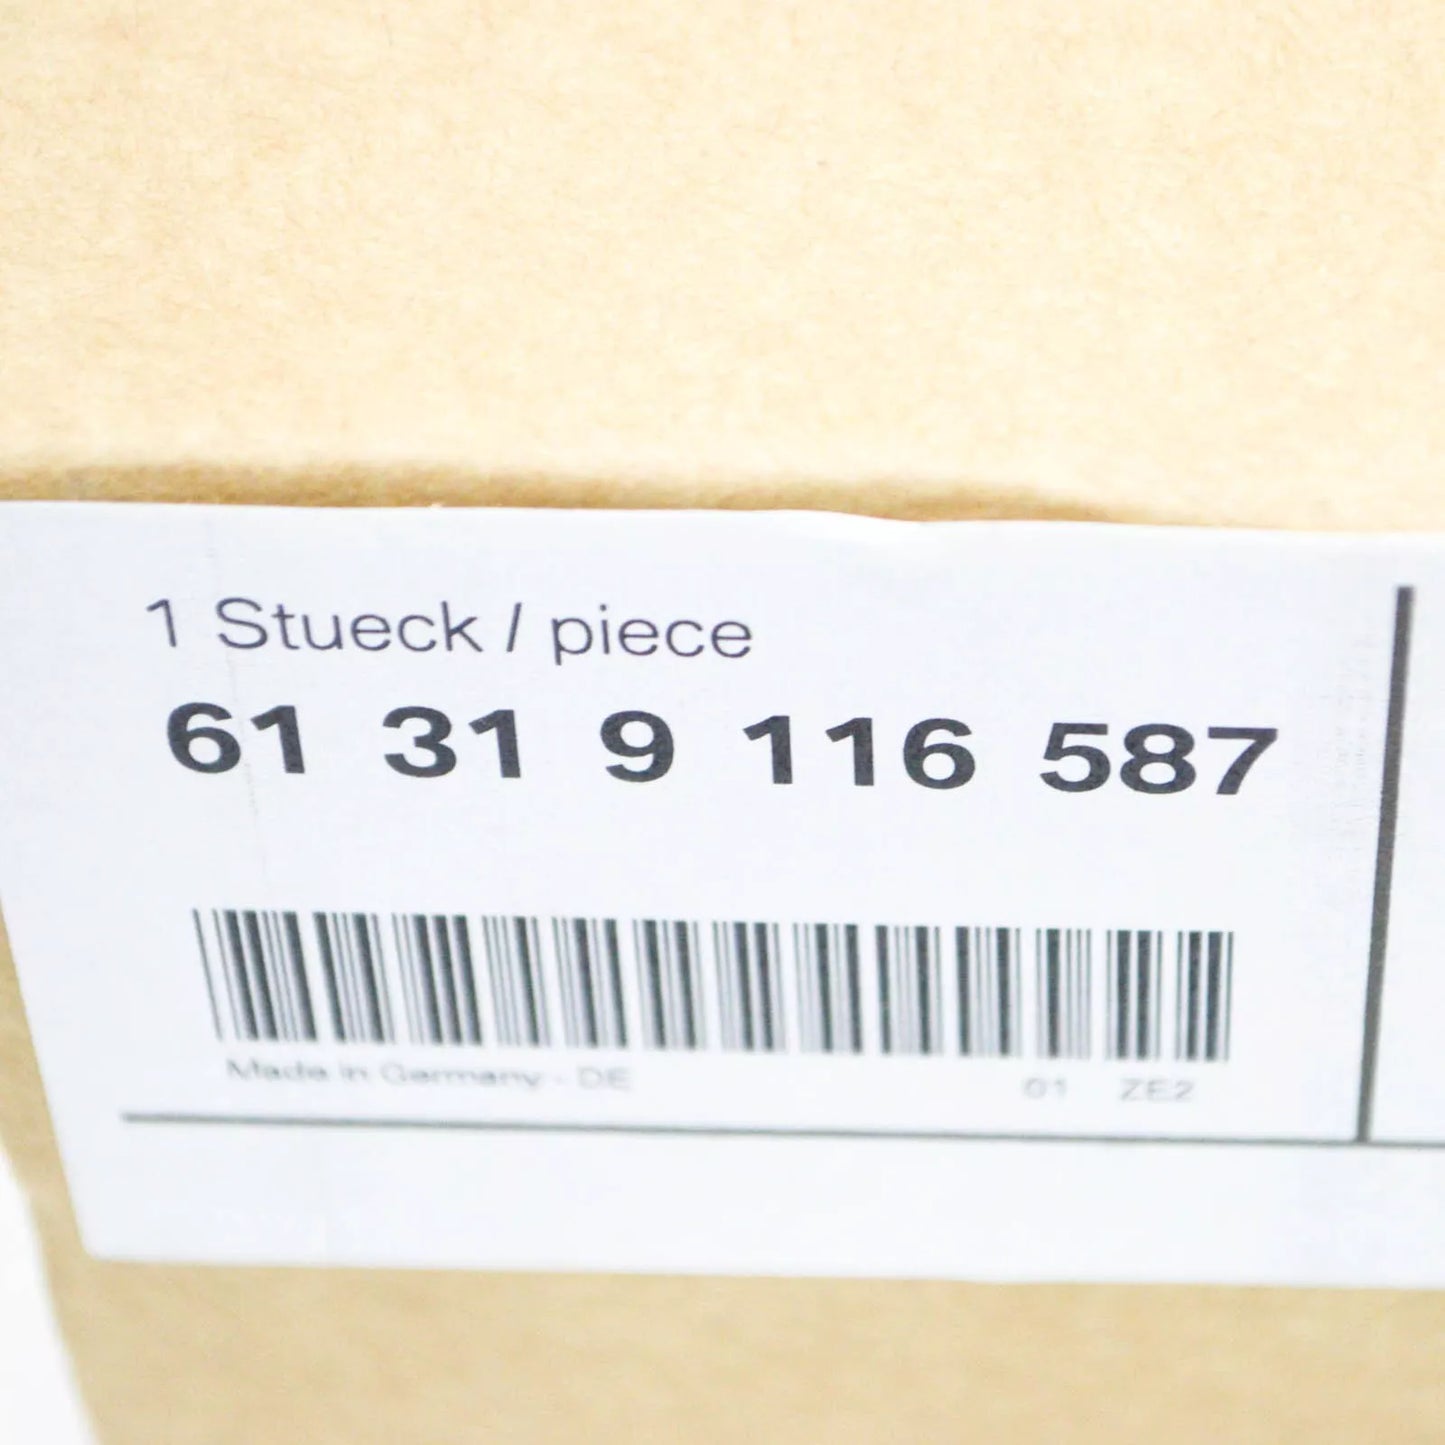 1 Stueck / piece
61 31 9 116 587
Made in Germany - DE 01 ZE2